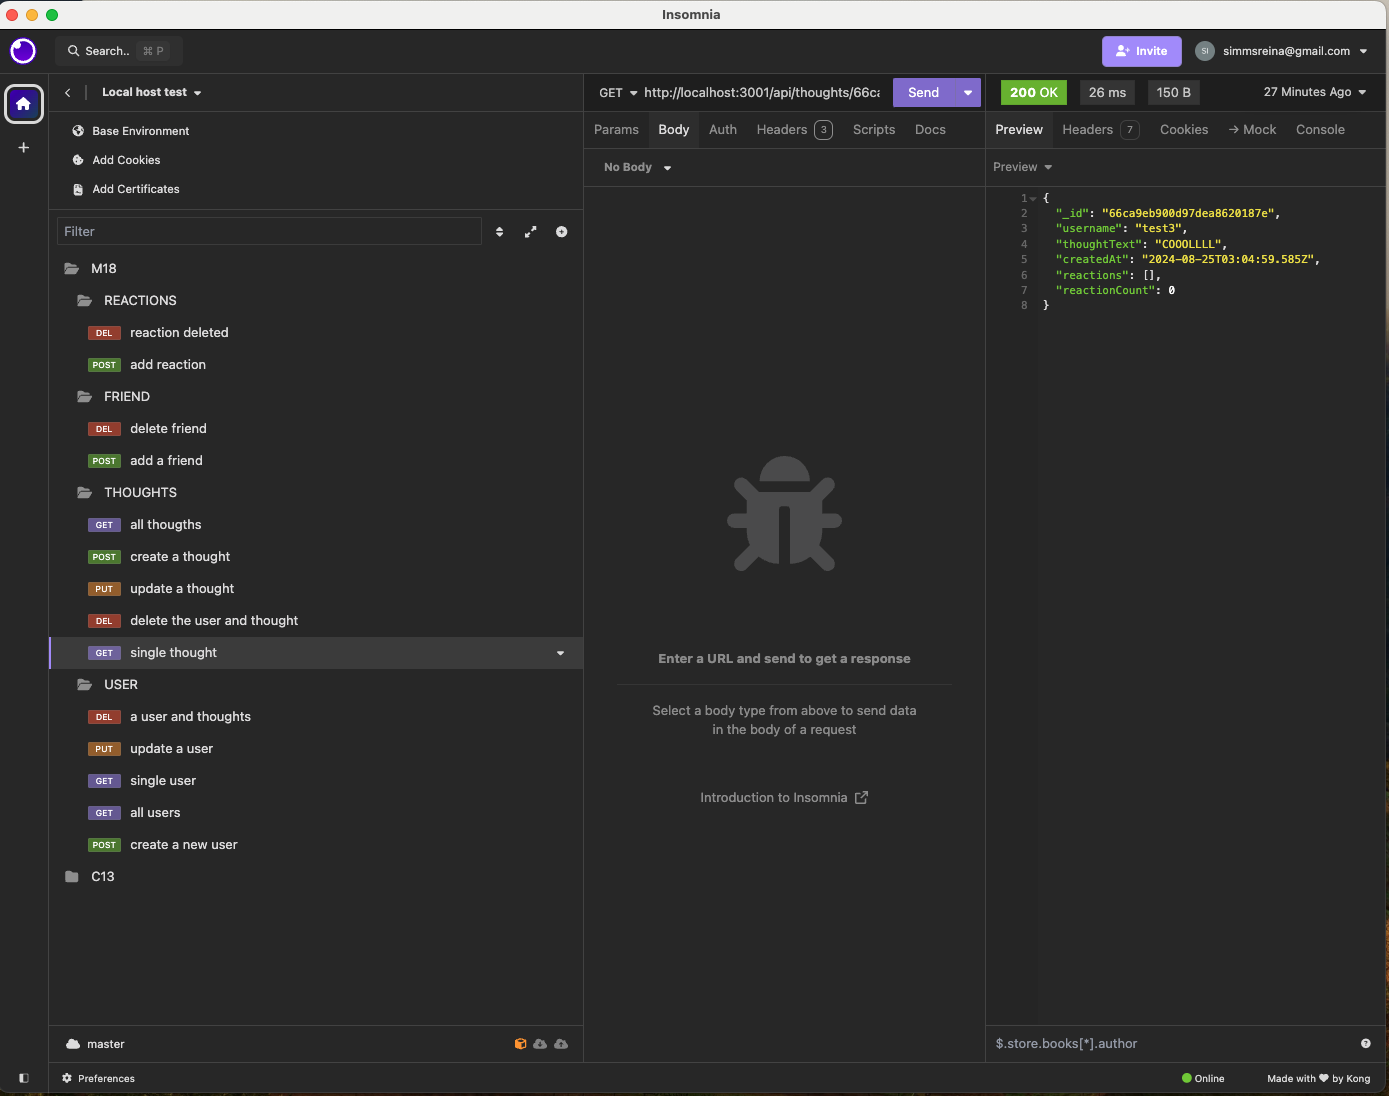 Insomnia
Search.. ⌘ P
Invite
SI
simmsreina@gmail.com
Local host test
Base Environment
Add Cookies
Add Certificates
Filter
M18
REACTIONS
DEL reaction deleted
POST add reaction
FRIEND
DEL delete friend
POST add a friend
THOUGHTS
GET all thougths
POST create a thought
PUT update a thought
DEL delete the user and thought
GET single thought
USER
DEL a user and thoughts
PUT update a user
GET single user
GET all users
POST create a new user
C13
master
Preferences
GET http://localhost:3001/api/thoughts/66ca
Send
Params Body Auth Headers 3 Scripts Docs
No Body
Enter a URL and send to get a response
Select a body type from above to send data
in the body of a request
Introduction to Insomnia
200 OK 26 ms 150 B 27 Minutes Ago
Preview Headers 7 Cookies → Mock Console
Preview
1 {
2 "_id": "66ca9eb900d97dea8620187e",
3 "username": "test3",
4 "thoughtText": "COOOLLLL",
5 "createdAt": "2024-08-25T03:04:59.585Z",
6 "reactions": [],
7 "reactionCount": 0
8 }
$.store.books[*].author
Online
Made with ♥ by Kong